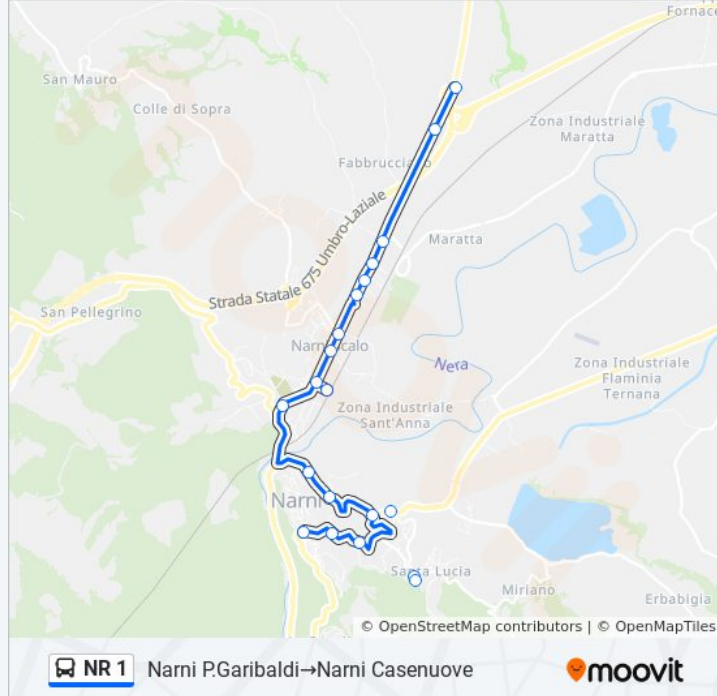 Fornace
San Mauro
Colle di Sopra
Zona Industriale
Maratta
Fabbrucciano
Strada Statale 675 Umbro-Laziale
Maratta
San Pellegrino
Narni Scalo
Nera
Zona Industriale
Flaminia
Ternana
Zona Industriale
Sant'Anna
Narni
Santa Lucia
Miriano
Erbabigia
© OpenStreetMap contributors | © OpenMapTiles
NR 1
Narni P.Garibaldi→Narni Casenuove
moovit